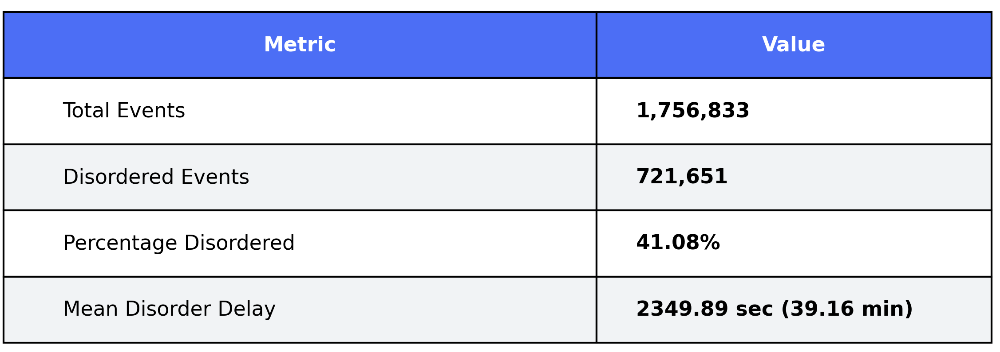 Metric Value
Total Events 1,756,833
Disordered Events 721,651
Percentage Disordered 41.08%
Mean Disorder Delay 2349.89 sec (39.16 min)